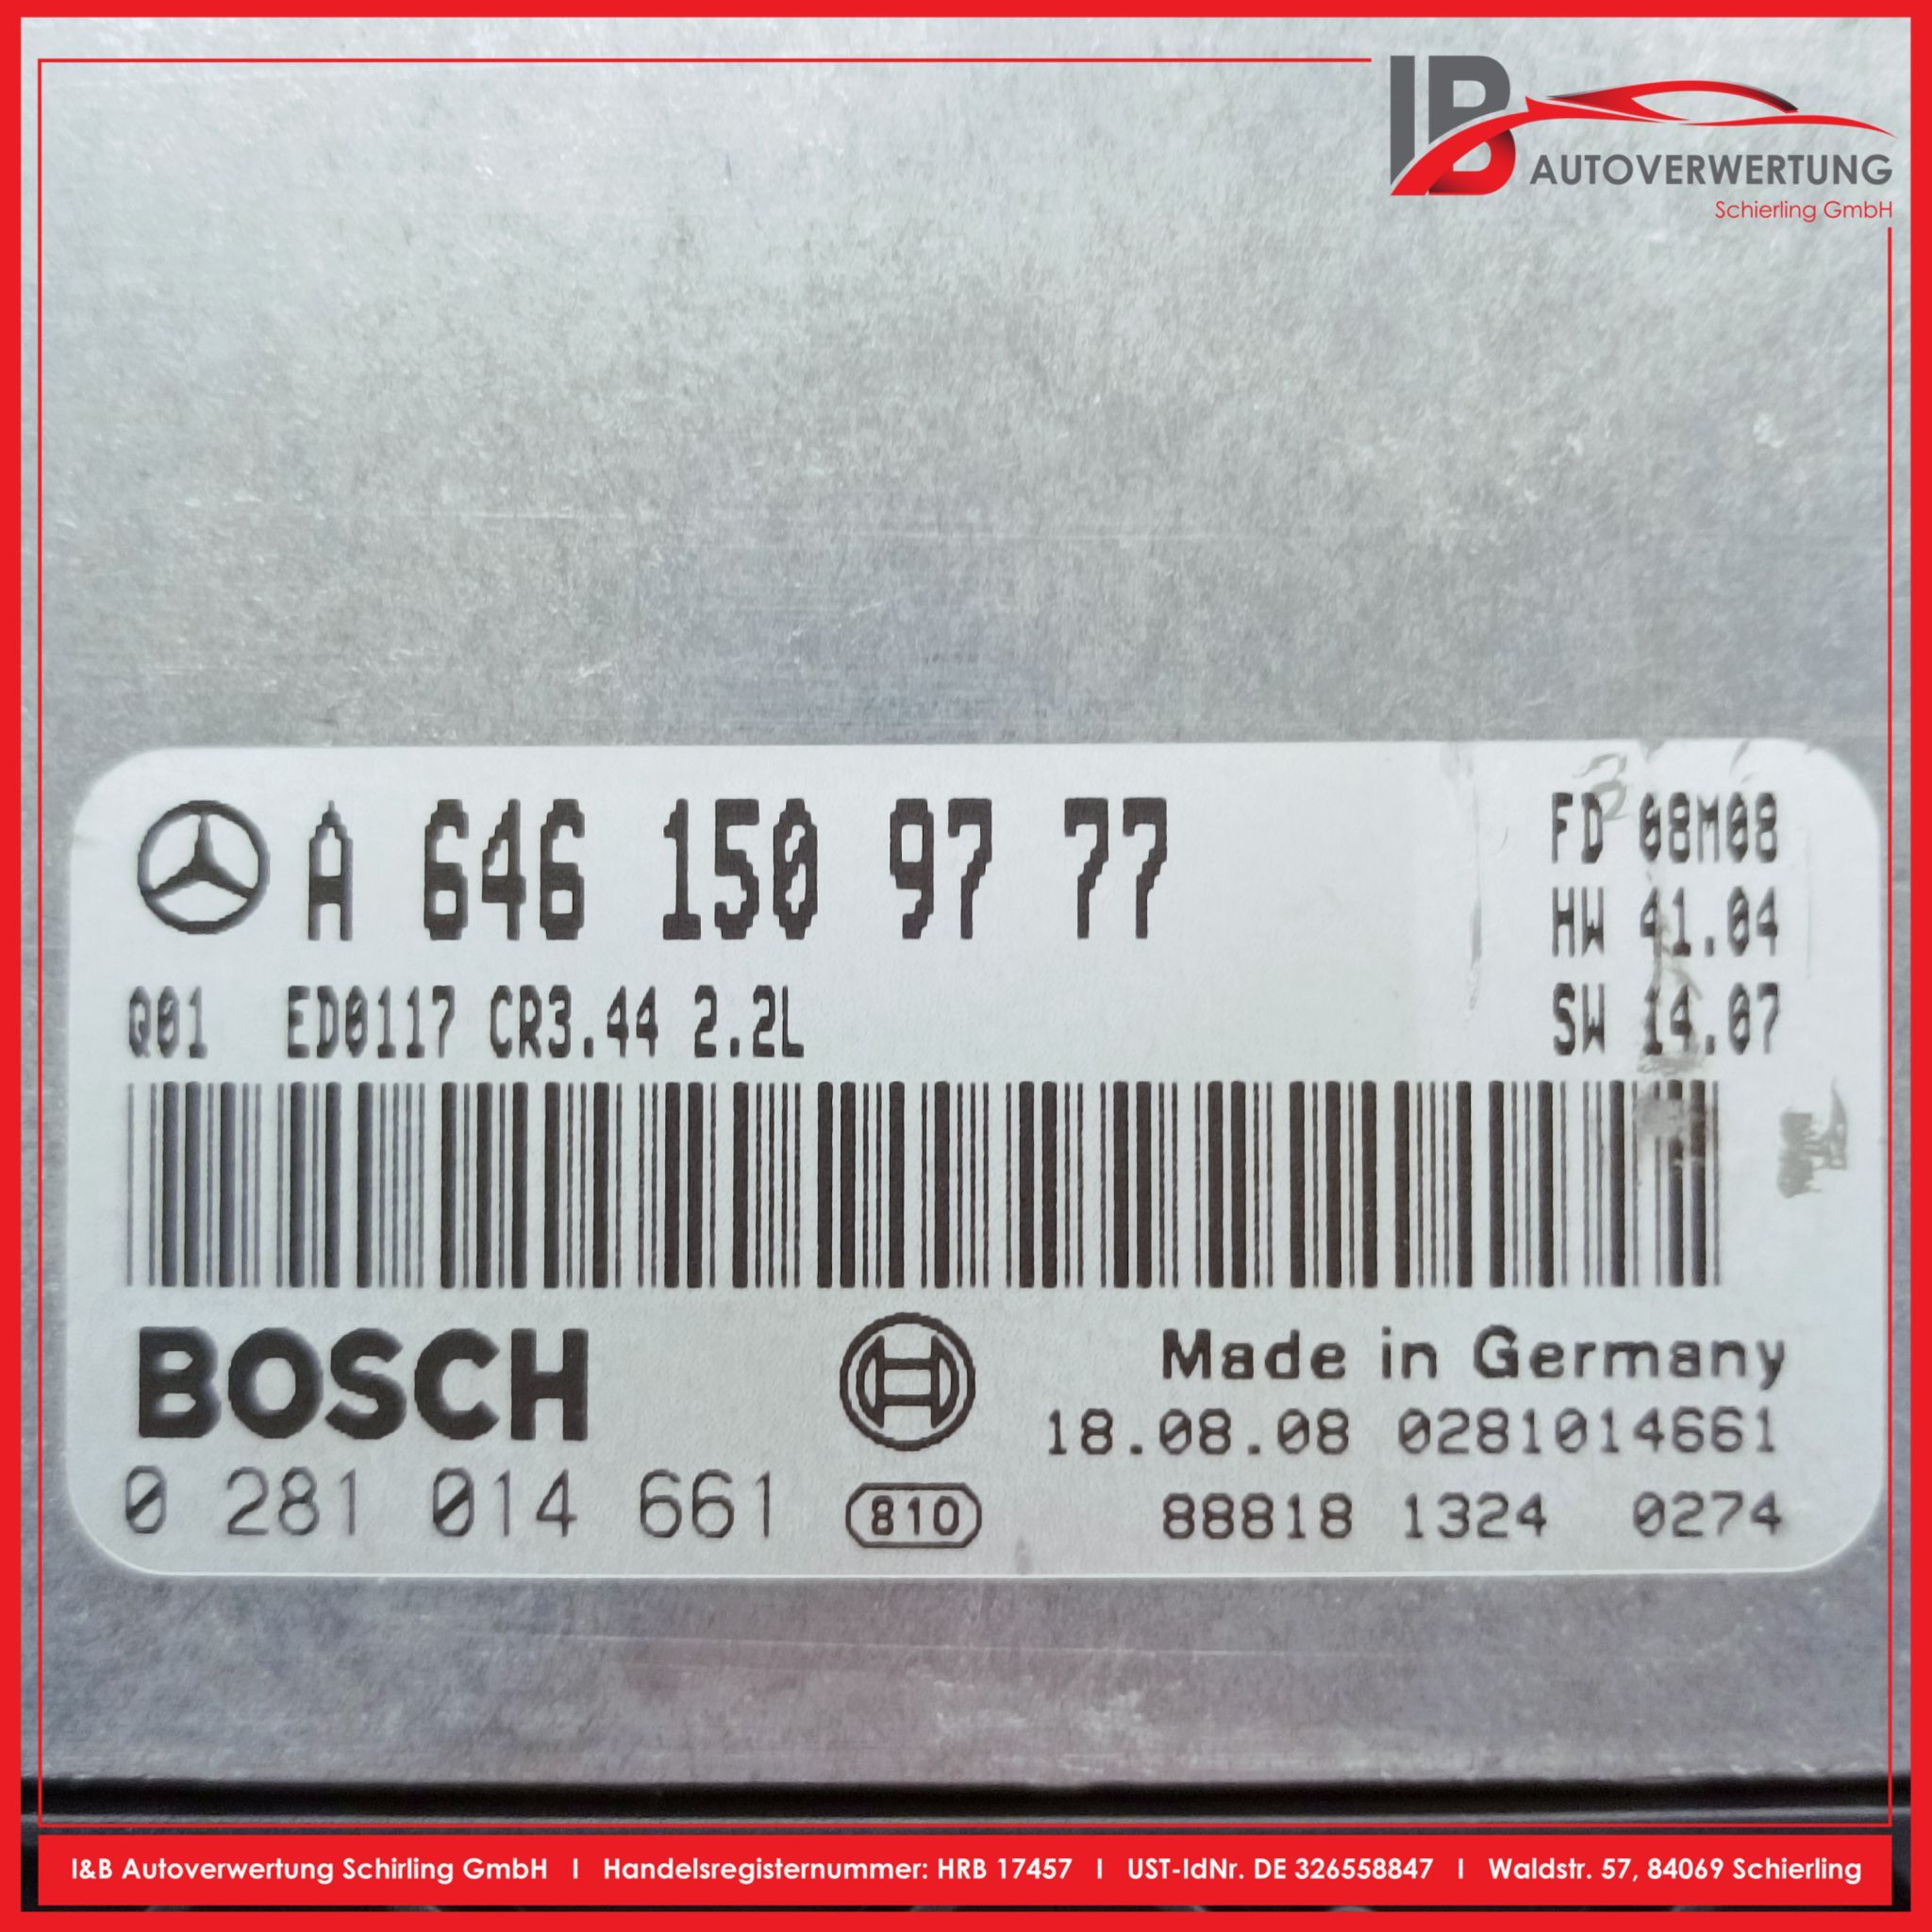 IB AUTOVERWERTUNG
Schierling GmbH
A 646 150 97 77
FD 08M08
HW 41.04
Q01 ED0117 CR3.44 2.2L
SW 14.07
BOSCH
Made in Germany
18.08.08 0281014661
0 281 014 661
810
88818 1324 0274
I&B Autoverwertung Schirling GmbH I Handelsregisternummer: HRB 17457 I UST-IdNr. DE 326558847 I Waldstr. 57, 84069 Schierling